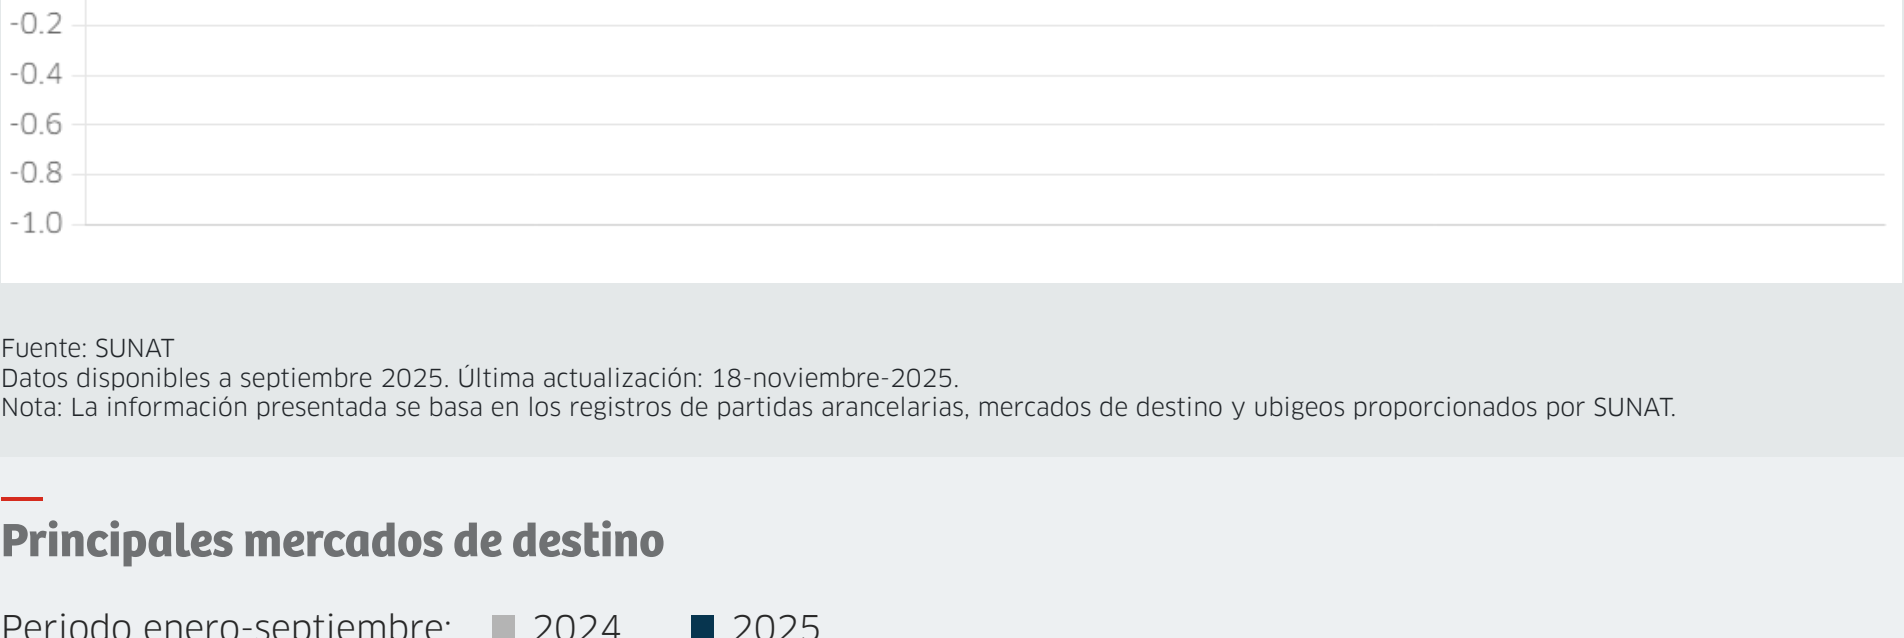 -0.2
-0.4
-0.6
-0.8
-1.0
Fuente: SUNAT
Datos disponibles a septiembre 2025. Última actualización: 18-noviembre-2025.
Nota: La información presentada se basa en los registros de partidas arancelarias, mercados de destino y ubigeos proporcionados por SUNAT.
Principales mercados de destino
Periodo enero-septiembre: 2024 2025